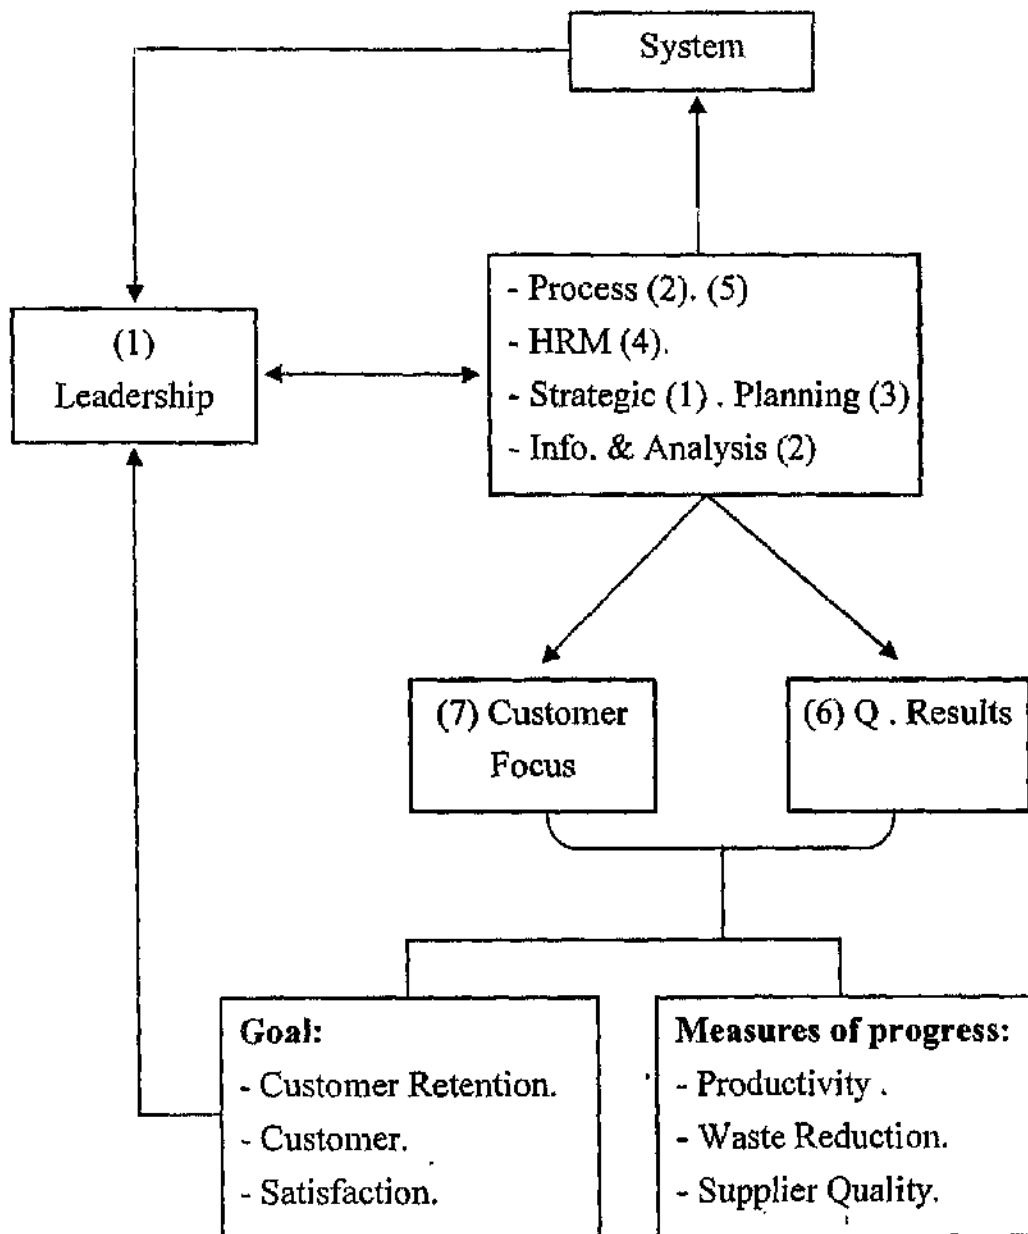 System
- Process (2). (5)
- HRM (4).
- Strategic (1) . Planning (3)
- Info. & Analysis (2)
(1)
Leadership
(7) Customer
Focus
(6) Q . Results
Goal:
- Customer Retention.
- Customer.
- Satisfaction.
Measures of progress:
- Productivity .
- Waste Reduction.
- Supplier Quality.